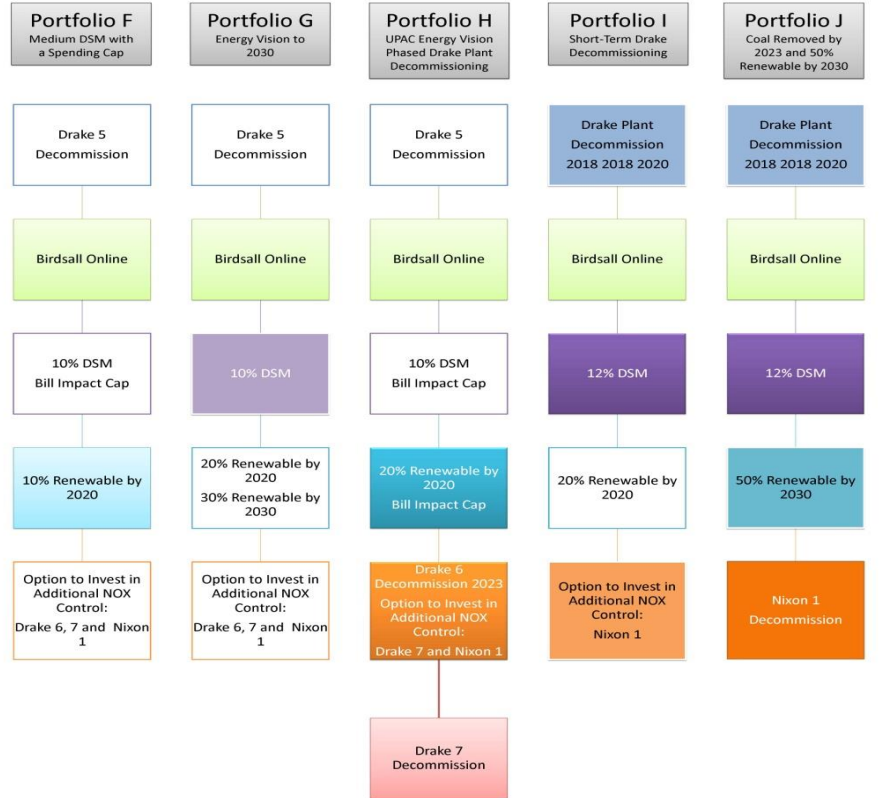 Portfolio F
Medium DSM with
a Spending Cap
Drake 5
Decommission
Birdsall Online
10% DSM
Bill Impact Cap
10% Renewable by
2020
Option to Invest in
Additional NOX
Control:
Drake 6, 7 and Nixon
1
Portfolio G
Energy Vision to
2030
Drake 5
Decommission
Birdsall Online
10% DSM
20% Renewable by
2020
30% Renewable by
2030
Option to Invest in
Additional NOX
Control:
Drake 6, 7 and Nixon
1
Portfolio H
UPAC Energy Vision
Phased Drake Plant
Decommissioning
Drake 5
Decommission
Birdsall Online
10% DSM
Bill Impact Cap
20% Renewable by
2020
Bill Impact Cap
Drake 6
Decommission 2023
Option to Invest in
Additional NOX
Control:
Drake 7 and Nixon 1
Drake 7
Decommission
Portfolio I
Short-Term Drake
Decommissioning
Drake Plant
Decommission
2018 2018 2020
Birdsall Online
12% DSM
20% Renewable by
2020
Option to Invest in
Additional NOX
Control:
Nixon 1
Portfolio J
Coal Removed by
2023 and 50%
Renewable by 2030
Drake Plant
Decommission
2018 2018 2020
Birdsall Online
12% DSM
50% Renewable by
2030
Nixon 1
Decommission